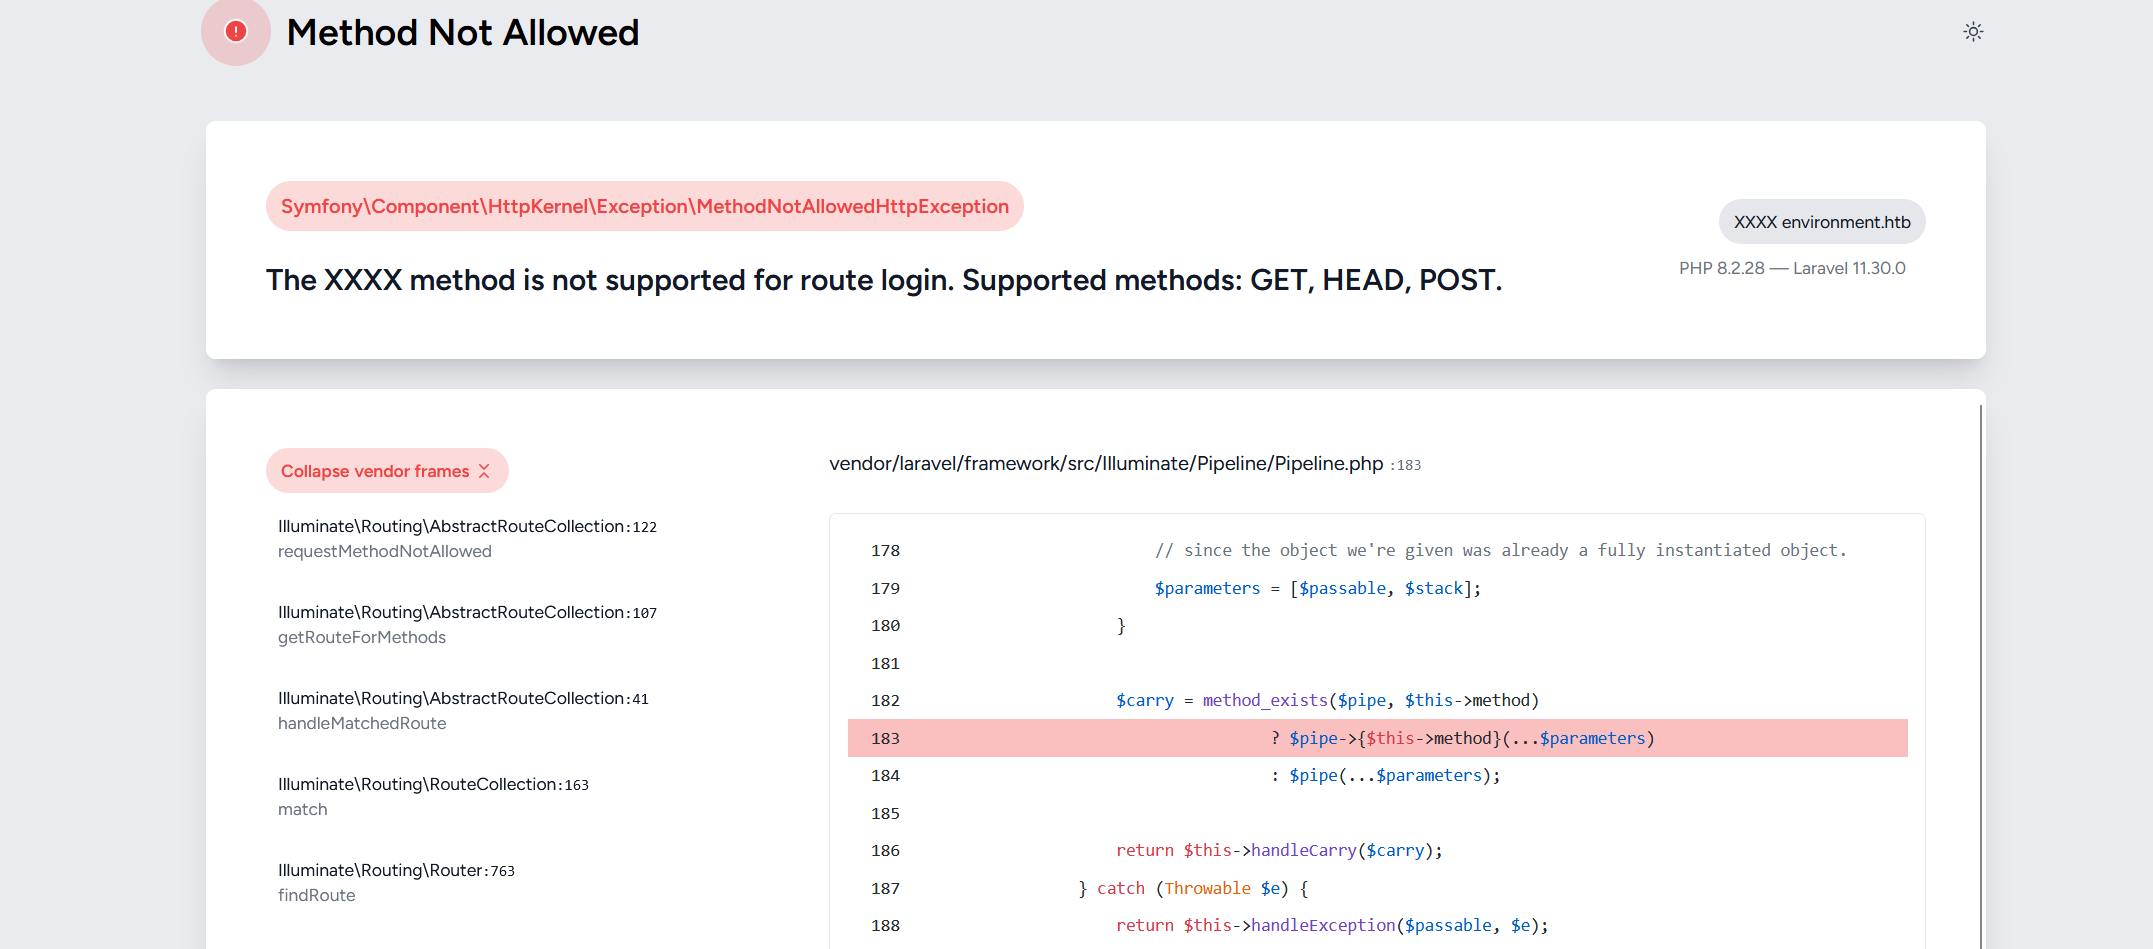 Method Not Allowed
Symfony\Component\HttpKernel\Exception\MethodNotAllowedHttpException
XXXX environment.htb
The XXXX method is not supported for route login. Supported methods: GET, HEAD, POST.
PHP 8.2.28 — Laravel 11.30.0
Collapse vendor frames
Illuminate\Routing\AbstractRouteCollection:122
requestMethodNotAllowed
Illuminate\Routing\AbstractRouteCollection:107
getRouteForMethods
Illuminate\Routing\AbstractRouteCollection:41
handleMatchedRoute
Illuminate\Routing\RouteCollection:163
match
Illuminate\Routing\Router:763
findRoute
vendor/laravel/framework/src/Illuminate/Pipeline/Pipeline.php :183
178 // since the object we're given was already a fully instantiated object.
179 $parameters = [$passable, $stack];
180 }
181
182 $carry = method_exists($pipe, $this->method)
183 ? $pipe->{$this->method}(...$parameters)
184 : $pipe(...$parameters);
185
186 return $this->handleCarry($carry);
187 } catch (Throwable $e) {
188 return $this->handleException($passable, $e);